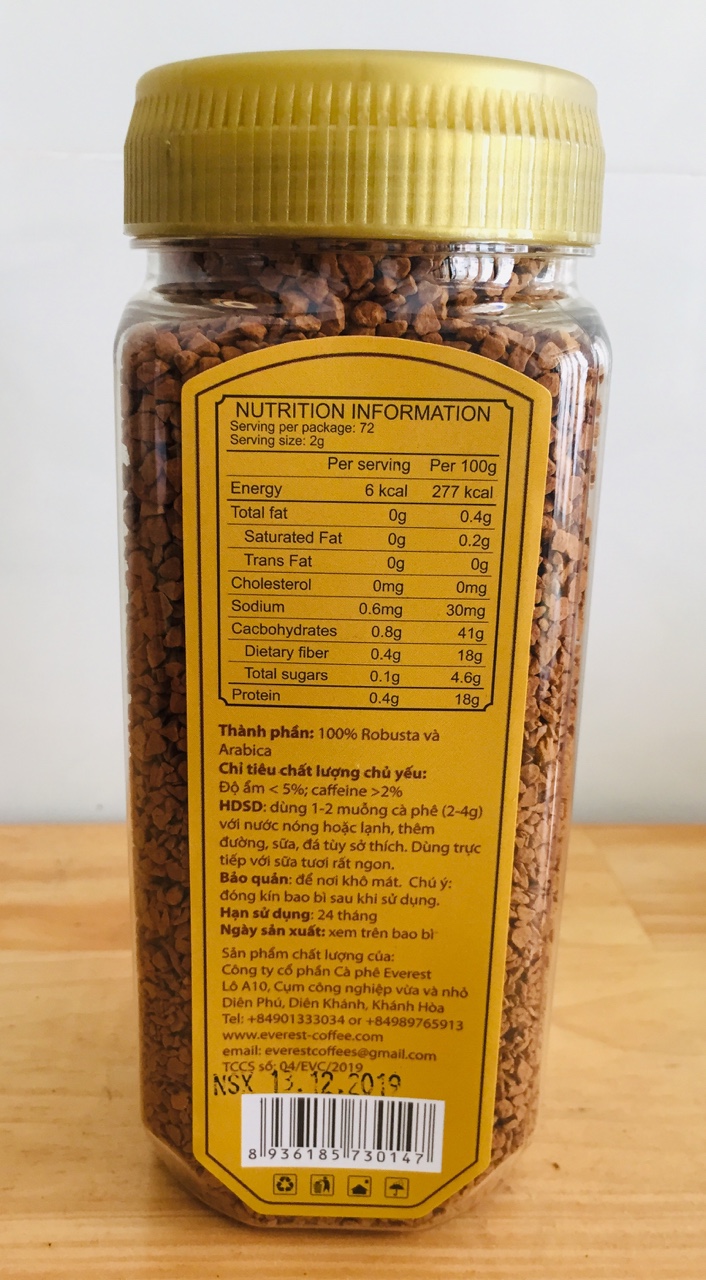 NUTRITION INFORMATION
Serving per package: 72
Serving size: 2g
Per serving Per 100g
Energy 6 kcal 277 kcal
Total fat 0g 0.4g
Saturated Fat 0g 0.2g
Trans Fat 0g 0g
Cholesterol 0mg 0mg
Sodium 0.6mg 30mg
Cacbohydrates 0.8g 41g
Dietary fiber 0.4g 18g
Total sugars 0.1g 4.6g
Protein 0.4g 18g
Thành phần: 100% Robusta và
Arabica
Chỉ tiêu chất lượng chủ yếu:
Độ ẩm < 5%; caffeine >2%
HDSD: dùng 1-2 muỗng cà phê (2-4g)
với nước nóng hoặc lạnh, thêm
đường, sữa, đá tùy sở thích. Dùng trực
tiếp với sữa tươi rất ngon.
Bảo quản: để nơi khô mát. Chú ý:
đóng kín bao bì sau khi sử dụng.
Hạn sử dụng: 24 tháng
Ngày sản xuất: xem trên bao bì
Sản phẩm chất lượng của:
Công ty cổ phần Cà phê Everest
Lô A10, Cụm công nghiệp vừa và nhỏ
Diên Phú, Diên Khánh, Khánh Hòa
Tel: +84901333034 or +84989765913
www.everest-coffee.com
email: everestcoffees@gmail.com
TCCS số: 04/EVC/2019
NSX 13.12.2019
8 936185 730147